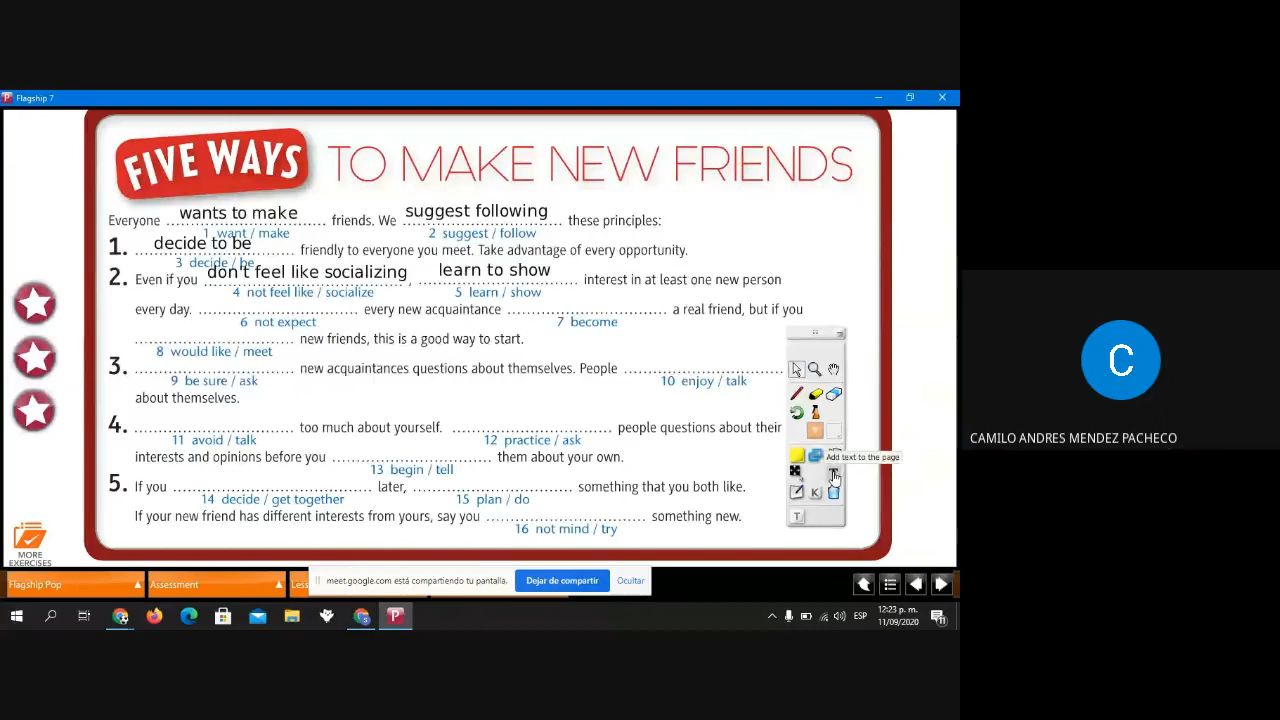 Flagship 7
FIVE WAYS TO MAKE NEW FRIENDS
wants to make suggest following
Everyone ........ friends. We ........ these principles:
1 want / make 2 suggest / follow
decide to be
1. ........ friendly to everyone you meet. Take advantage of every opportunity.
3 decide / be
don't feel like socializing learn to show
2. Even if you ........ , ........ interest in at least one new person
4 not feel like / socialize 5 learn / show
every day. ........ every new acquaintance ........ a real friend, but if you
6 not expect 7 become
........ new friends, this is a good way to start.
8 would like / meet
3. ........ new acquaintances questions about themselves. People ........
9 be sure / ask 10 enjoy / talk
about themselves.
4. ........ too much about yourself. ........ people questions about their
11 avoid / talk 12 practice / ask
interests and opinions before you ........ them about your own.
13 begin / tell
5. If you ........ later, ........ something that you both like.
14 decide / get together 15 plan / do
If your new friend has different interests from yours, say you ........ something new.
16 not mind / try
Add text to the page
K
T
MORE
EXERCISES
Flagship Pop Assessment Les
meet.google.com está compartiendo tu pantalla. Dejar de compartir Ocultar
ESP 12:23 p. m.
11/09/2020
C
CAMILO ANDRES MENDEZ PACHECO